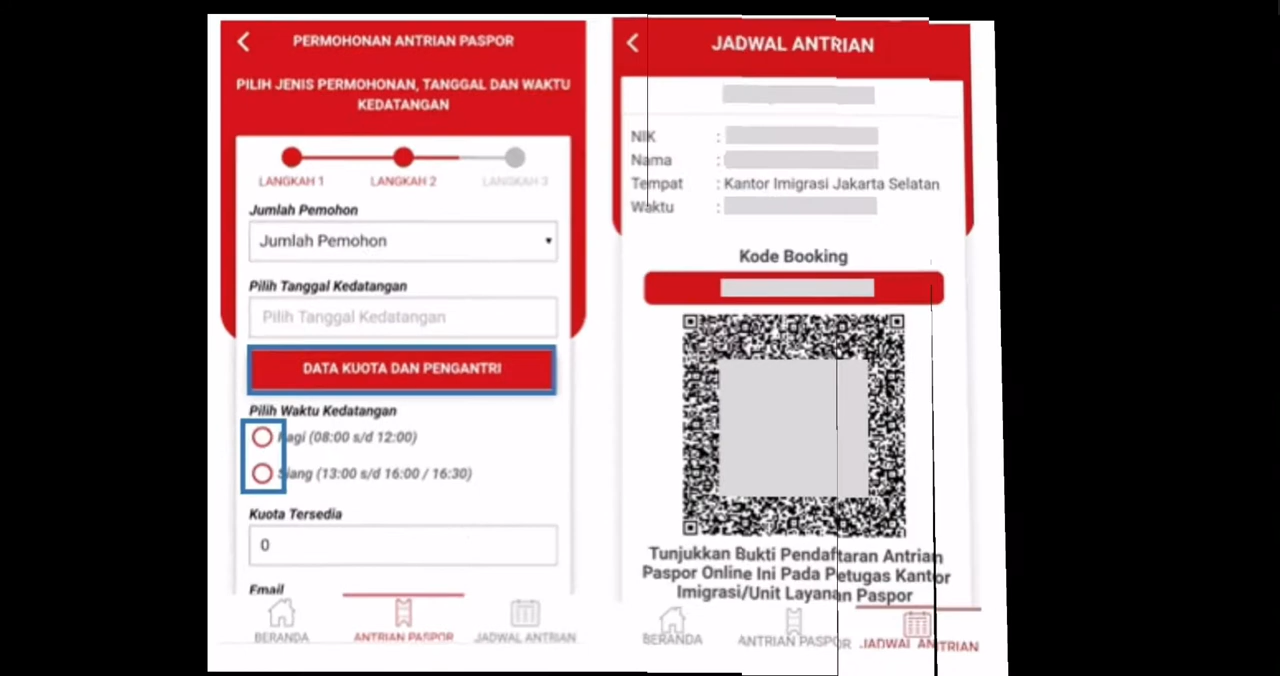 PERMOHONAN ANTRIAN PASPOR
PILIH JENIS PERMOHONAN, TANGGAL DAN WAKTU
KEDATANGAN
LANGKAH 1
LANGKAH 2
LANGKAH 3
Jumlah Pemohon
Jumlah Pemohon
Pilih Tanggal Kedatangan
Pilih Tanggal Kedatangan
DATA KUOTA DAN PENGANTRI
Pilih Waktu Kedatangan
Pagi (08:00 s/d 12:00)
Siang (13:00 s/d 16:00 / 16:30)
Kuota Tersedia
0
Email
BERANDA
ANTRIAN PASPOR
JADWAL ANTRIAN
JADWAL ANTRIAN
NIK :
Nama :
Tempat : Kantor Imigrasi Jakarta Selatan
Waktu :
Kode Booking
Tunjukkan Bukti Pendaftaran Antrian
Paspor Online Ini Pada Petugas Kantor
Imigrasi/Unit Layanan Paspor
BERANDA
ANTRIAN PASPOR
JADWAL ANTRIAN